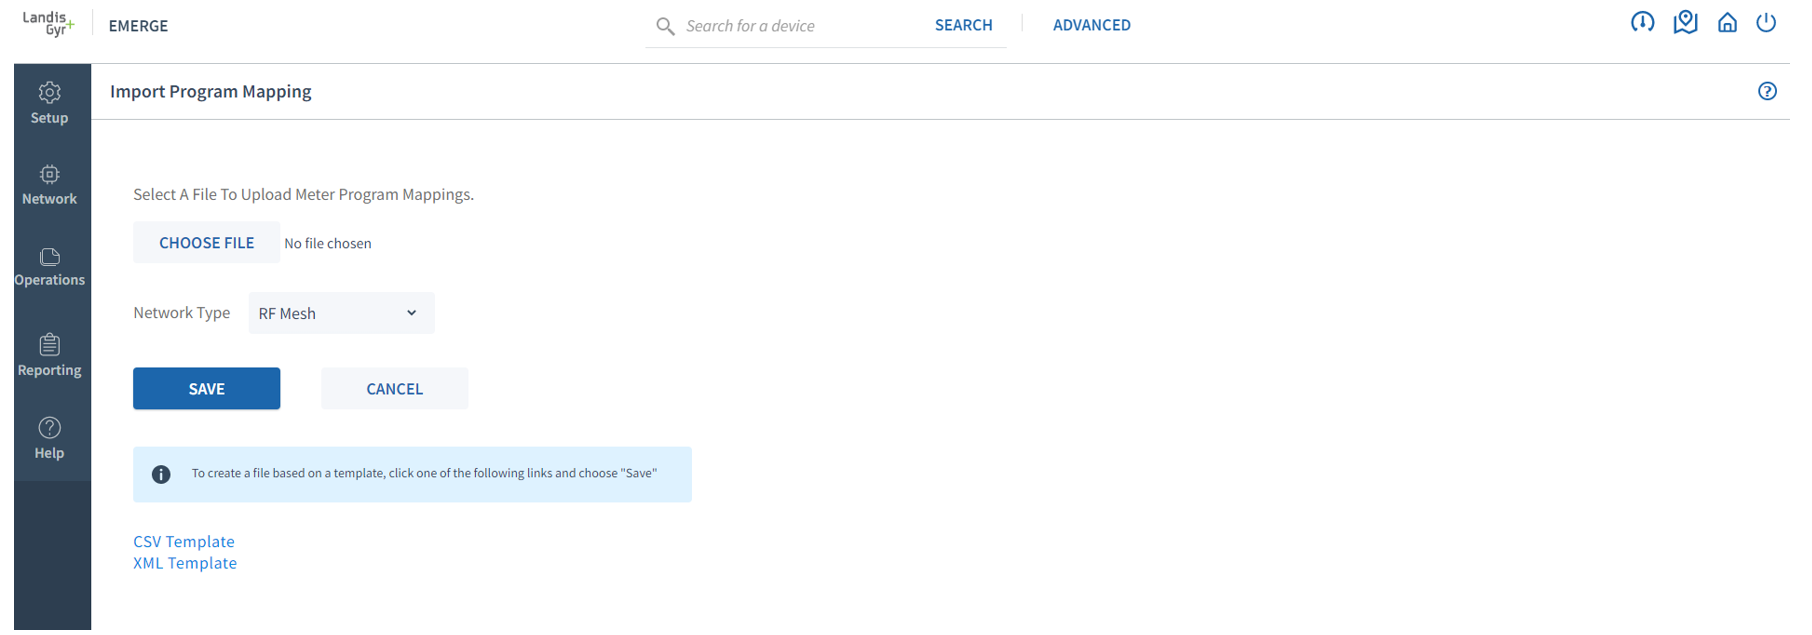 Landis
Gyr+
EMERGE
Search for a device
SEARCH
ADVANCED
Setup
Network
Operations
Reporting
Help
Import Program Mapping
Select A File To Upload Meter Program Mappings.
CHOOSE FILE No file chosen
Network Type RF Mesh
SAVE CANCEL
To create a file based on a template, click one of the following links and choose "Save"
CSV Template
XML Template